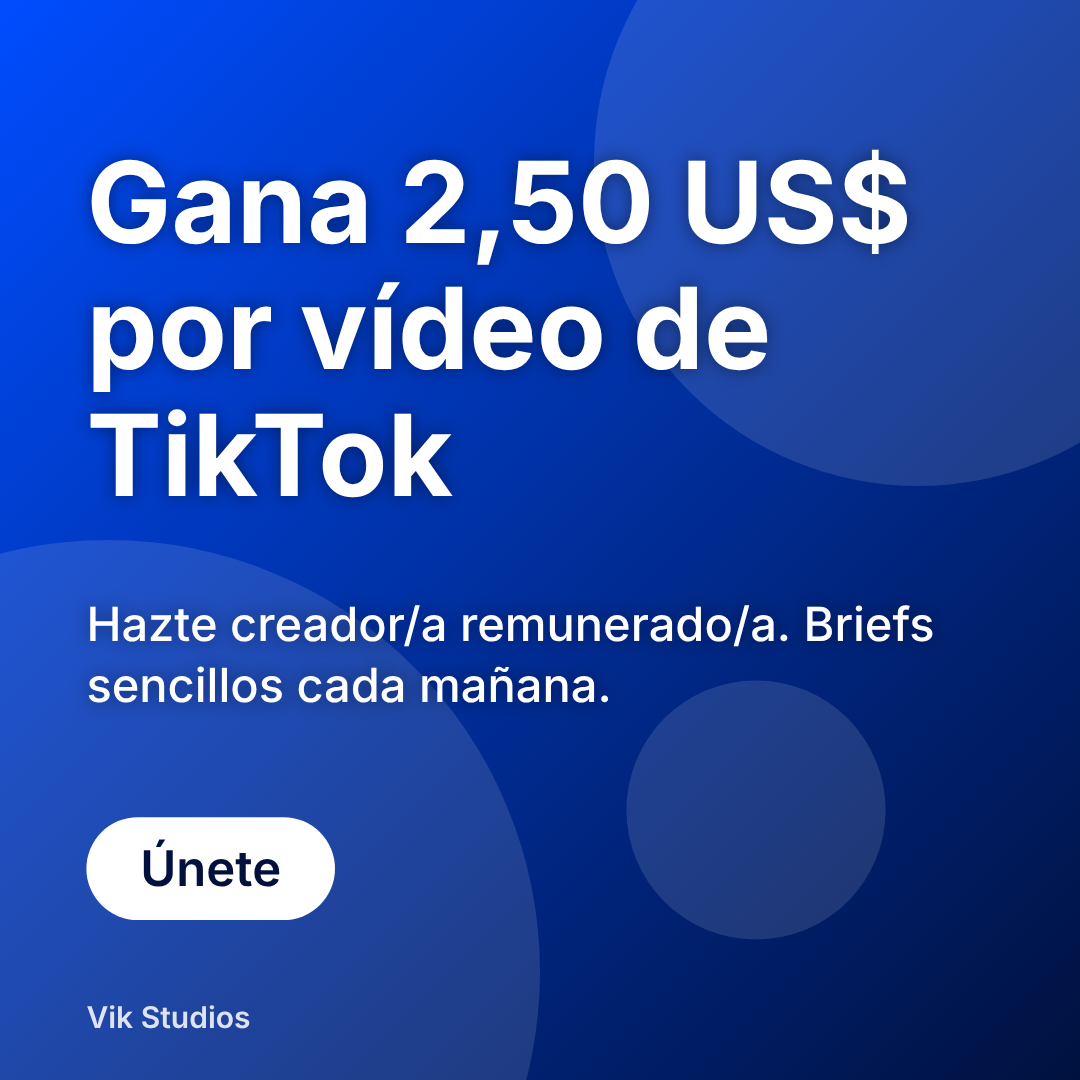 Gana 2,50 US$
por vídeo de
TikTok
Hazte creador/a remunerado/a. Briefs
sencillos cada mañana.
Únete
Vik Studios